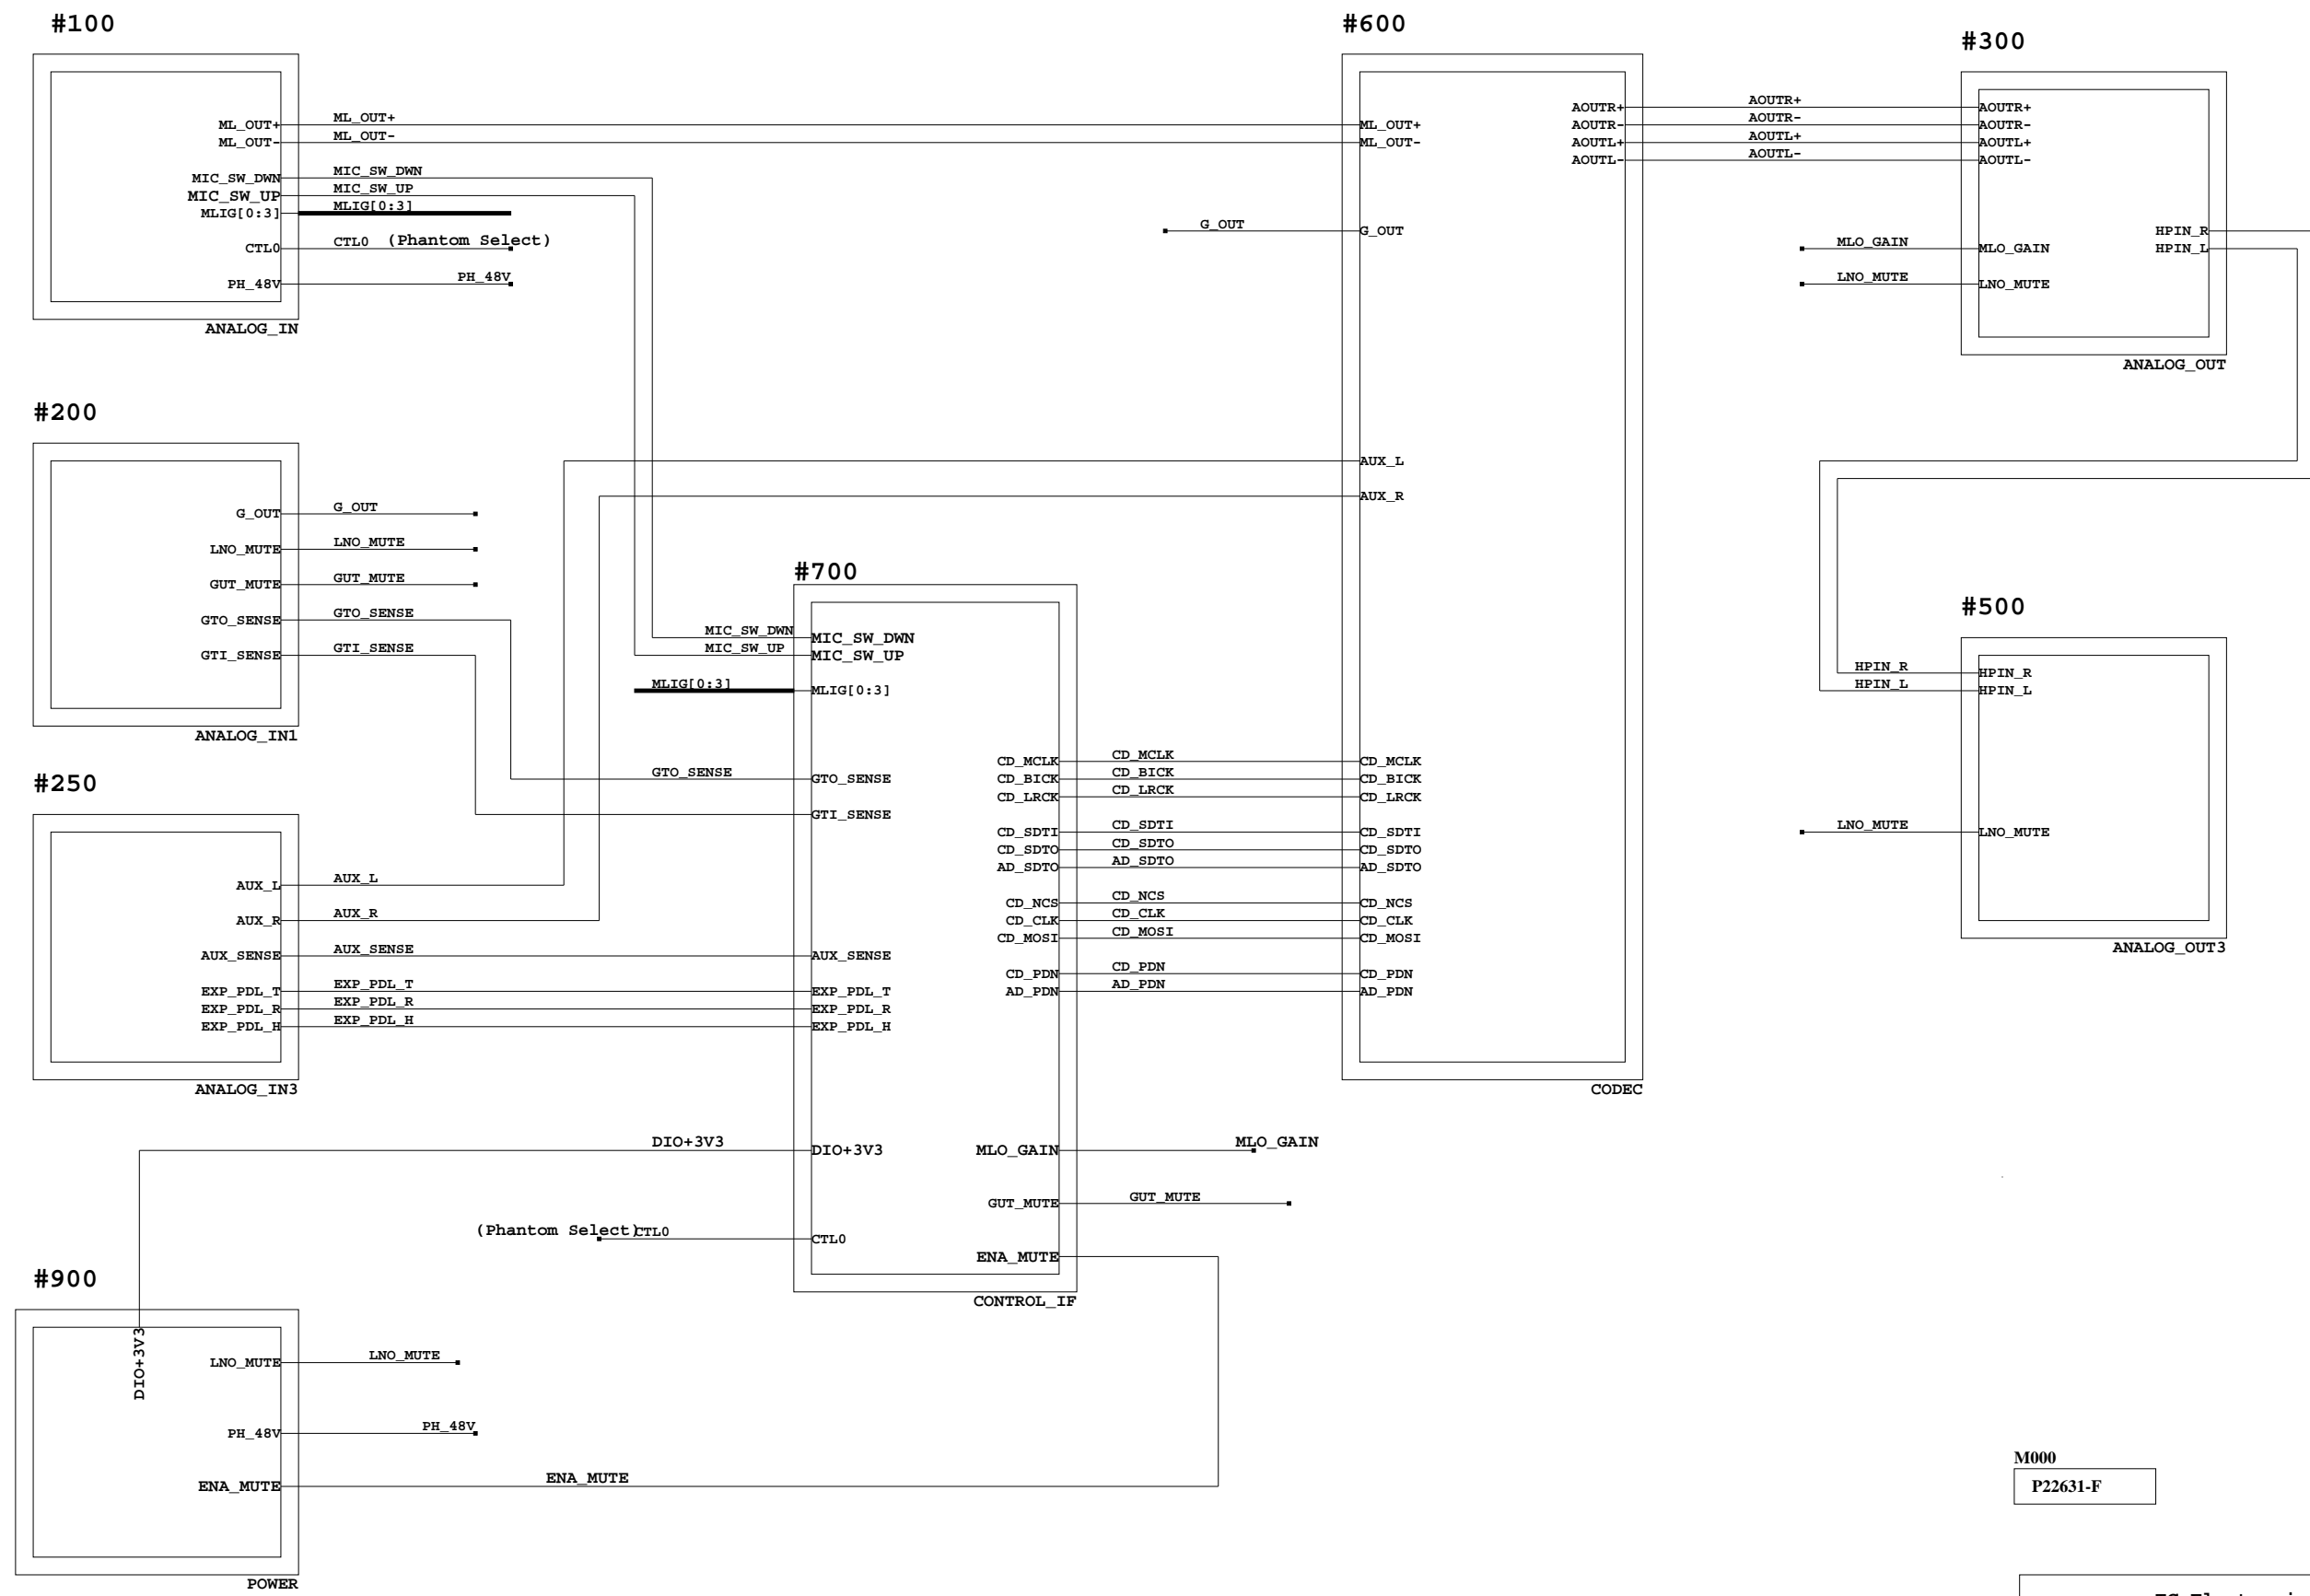 #100
ML_OUT+
ML_OUT-
MIC_SW_DWN
MIC_SW_UP
MLIG[0:3]
CTL0
PH_48V
ML_OUT+
ML_OUT-
MIC_SW_DWN
MIC_SW_UP
MLIG[0:3]
CTL0 (Phantom Select)
PH_48V
ANALOG_IN
#200
G_OUT
LNO_MUTE
GUT_MUTE
GTO_SENSE
GTI_SENSE
G_OUT
LNO_MUTE
GUT_MUTE
GTO_SENSE
GTI_SENSE
ANALOG_IN1
#250
AUX_L
AUX_R
AUX_SENSE
EXP_PDL_T
EXP_PDL_R
EXP_PDL_H
AUX_L
AUX_R
AUX_SENSE
EXP_PDL_T
EXP_PDL_R
EXP_PDL_H
ANALOG_IN3
#900
DIO+3V3
LNO_MUTE
PH_48V
ENA_MUTE
LNO_MUTE
PH_48V
ENA_MUTE
POWER
#700
MIC_SW_DWN
MIC_SW_UP
MLIG[0:3]
GTO_SENSE
DIO+3V3
(Phantom Select)
CTL0
MIC_SW_DWN
MIC_SW_UP
MLIG[0:3]
GTO_SENSE
GTI_SENSE
AUX_SENSE
EXP_PDL_T
EXP_PDL_R
EXP_PDL_H
DIO+3V3
CTL0
CD_MCLK
CD_BICK
CD_LRCK
CD_SDTI
CD_SDTO
AD_SDTO
CD_NCS
CD_CLK
CD_MOSI
CD_PDN
AD_PDN
MLO_GAIN
GUT_MUTE
ENA_MUTE
CONTROL_IF
CD_MCLK
CD_BICK
CD_LRCK
CD_SDTI
CD_SDTO
AD_SDTO
CD_NCS
CD_CLK
CD_MOSI
CD_PDN
AD_PDN
MLO_GAIN
GUT_MUTE
#600
G_OUT
ML_OUT+
ML_OUT-
G_OUT
AUX_L
AUX_R
CD_MCLK
CD_BICK
CD_LRCK
CD_SDTI
CD_SDTO
AD_SDTO
CD_NCS
CD_CLK
CD_MOSI
CD_PDN
AD_PDN
AOUTR+
AOUTR-
AOUTL+
AOUTL-
CODEC
AOUTR+
AOUTR-
AOUTL+
AOUTL-
MLO_GAIN
LNO_MUTE
#300
AOUTR+
AOUTR-
AOUTL+
AOUTL-
MLO_GAIN
LNO_MUTE
HPIN_R
HPIN_L
ANALOG_OUT
#500
HPIN_R
HPIN_L
LNO_MUTE
HPIN_R
HPIN_L
LNO_MUTE
ANALOG_OUT3
M000
P22631-F